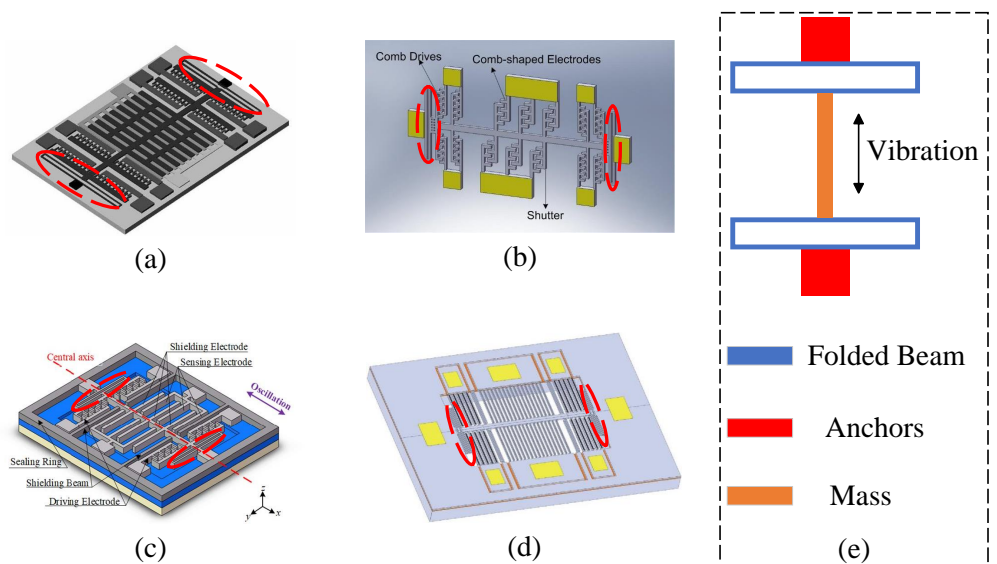 (a)
Comb Drives
Comb-shaped Electrodes
Shutter
(b)
Central axis
Shielding Electrode
Sensing Electrode
Oscillation
Sealing Ring
Shielding Beam
Driving Electrode
z
y
x
(c)
(d)
Vibration
Folded Beam
Anchors
Mass
(e)